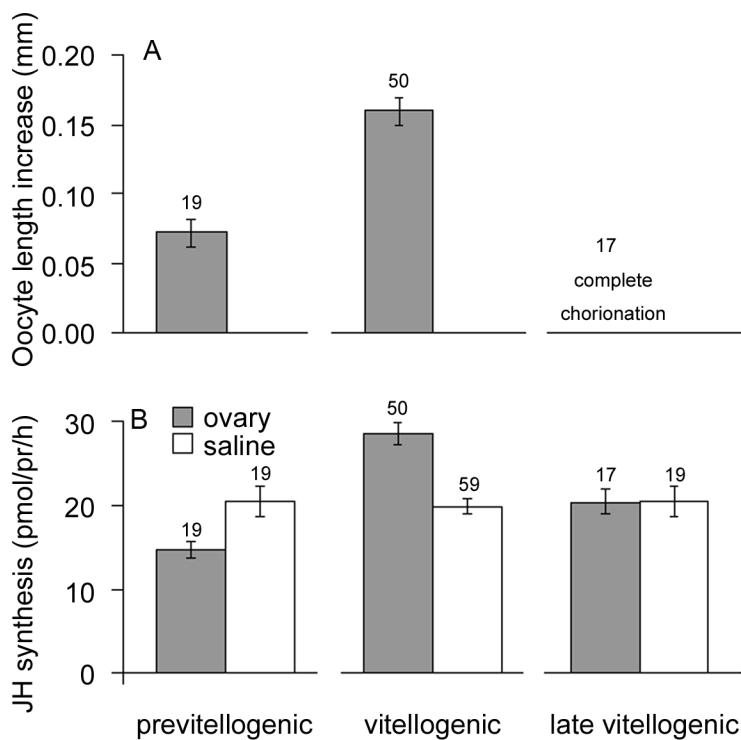 Oocyte length increase (mm)
A
0.20
0.15
0.10
0.05
0.00
19
50
17
complete
chorionation
JH synthesis (pmol/pr/h)
B
ovary
saline
30
20
10
0
19
19
50
59
17
19
previtellogenic
vitellogenic
late vitellogenic